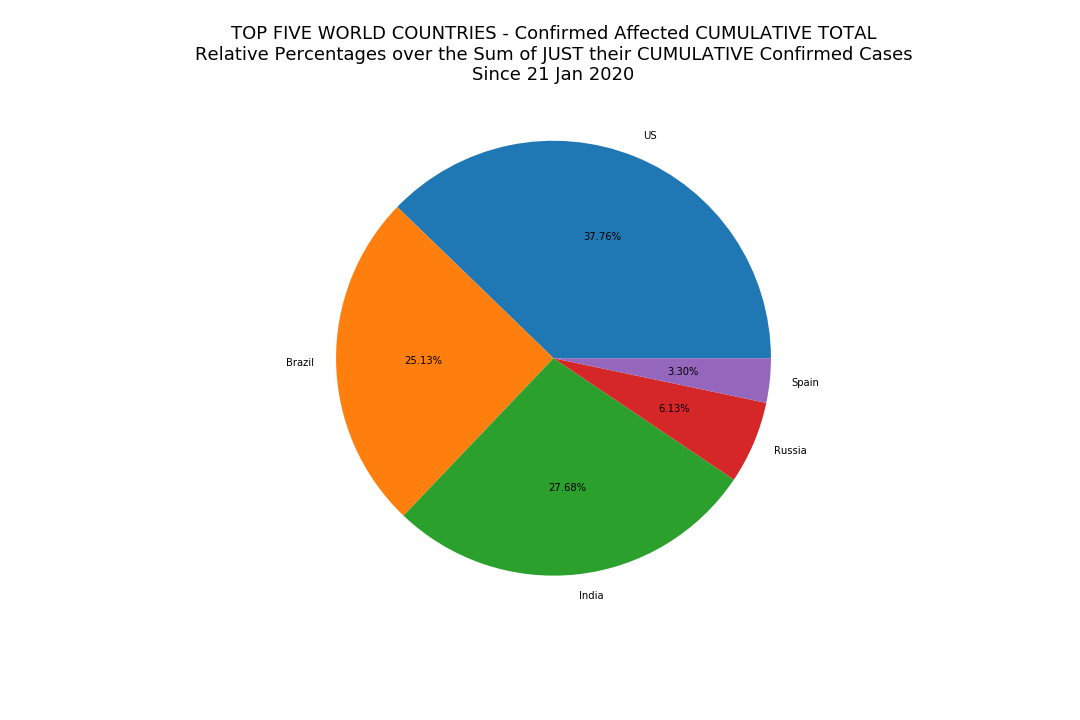 TOP FIVE WORLD COUNTRIES - Confirmed Affected CUMULATIVE TOTAL
Relative Percentages over the Sum of JUST their CUMULATIVE Confirmed Cases
Since 21 Jan 2020
US
37.76%
Brazil
25.13%
3.30%
Spain
6.13%
Russia
27.68%
India